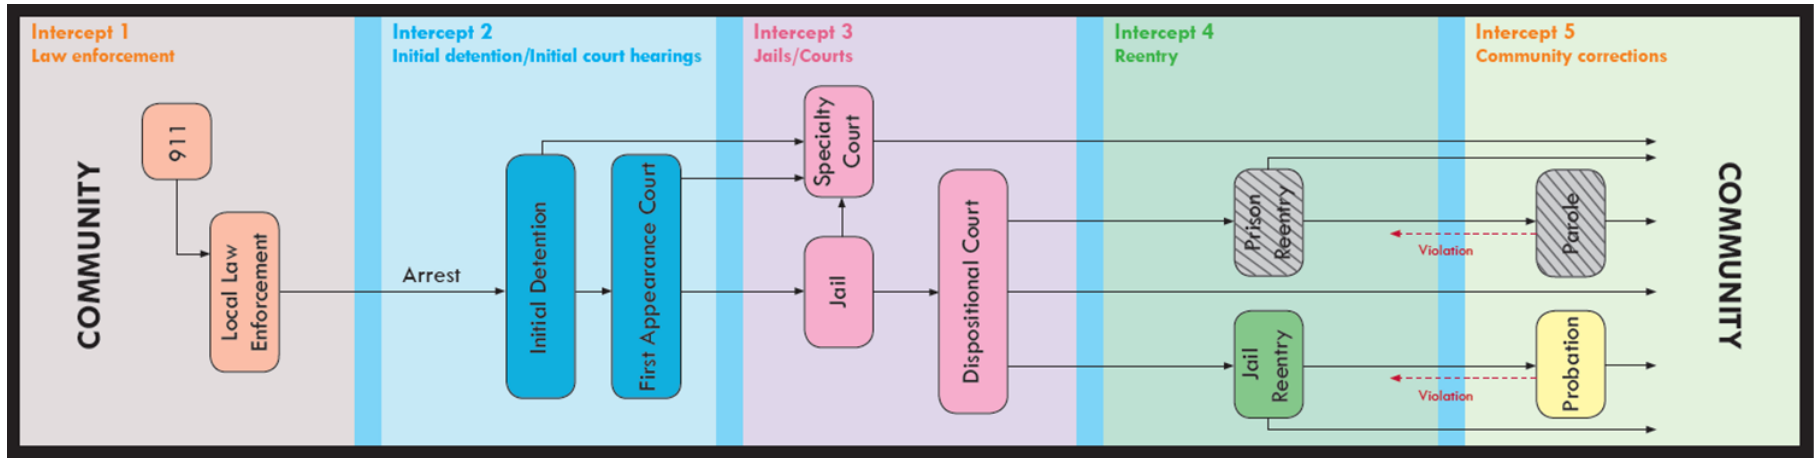 Intercept 1
Law enforcement
Intercept 2
Initial detention/Initial court hearings
Intercept 3
Jails/Courts
Intercept 4
Reentry
Intercept 5
Community corrections
COMMUNITY
911
Local Law
Enforcement
Arrest
Initial Detention
First Appearance Court
Specialty
Court
Jail
Dispositional Court
Prison
Reentry
Jail
Reentry
Violation
Violation
Parole
Probation
COMMUNITY